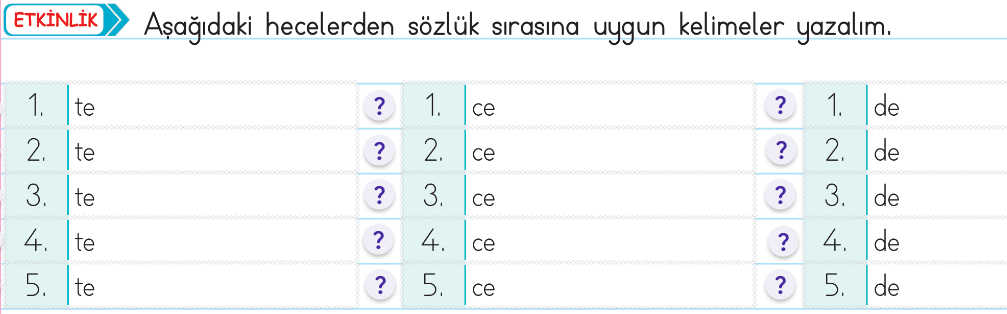 ETKİNLİK Aşağıdaki hecelerden sözlük sırasına uygun kelimeler yazalım.
1. te ? 1. ce ? 1. de
2. te ? 2. ce ? 2. de
3. te ? 3. ce ? 3. de
4. te ? 4. ce ? 4. de
5. te ? 5. ce ? 5. de